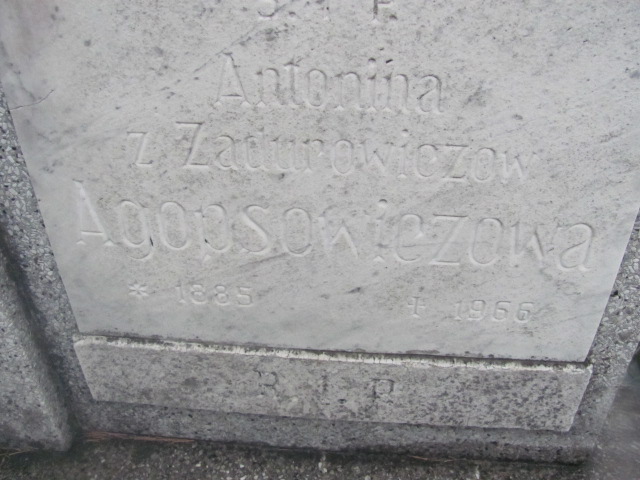 Antonina
z Zadurowiczów
Agopsowiczowa
* 1885 + 1966
R.I.P